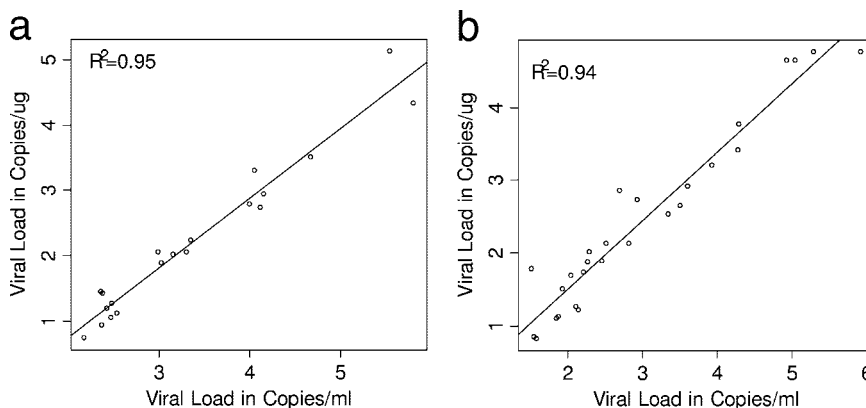 a
R²=0.95
Viral Load in Copies/ug
5
4
3
2
1
3 4 5
Viral Load in Copies/ml
b
R²=0.94
Viral Load in Copies/ug
4
3
2
1
2 3 4 5 6
Viral Load in Copies/ml